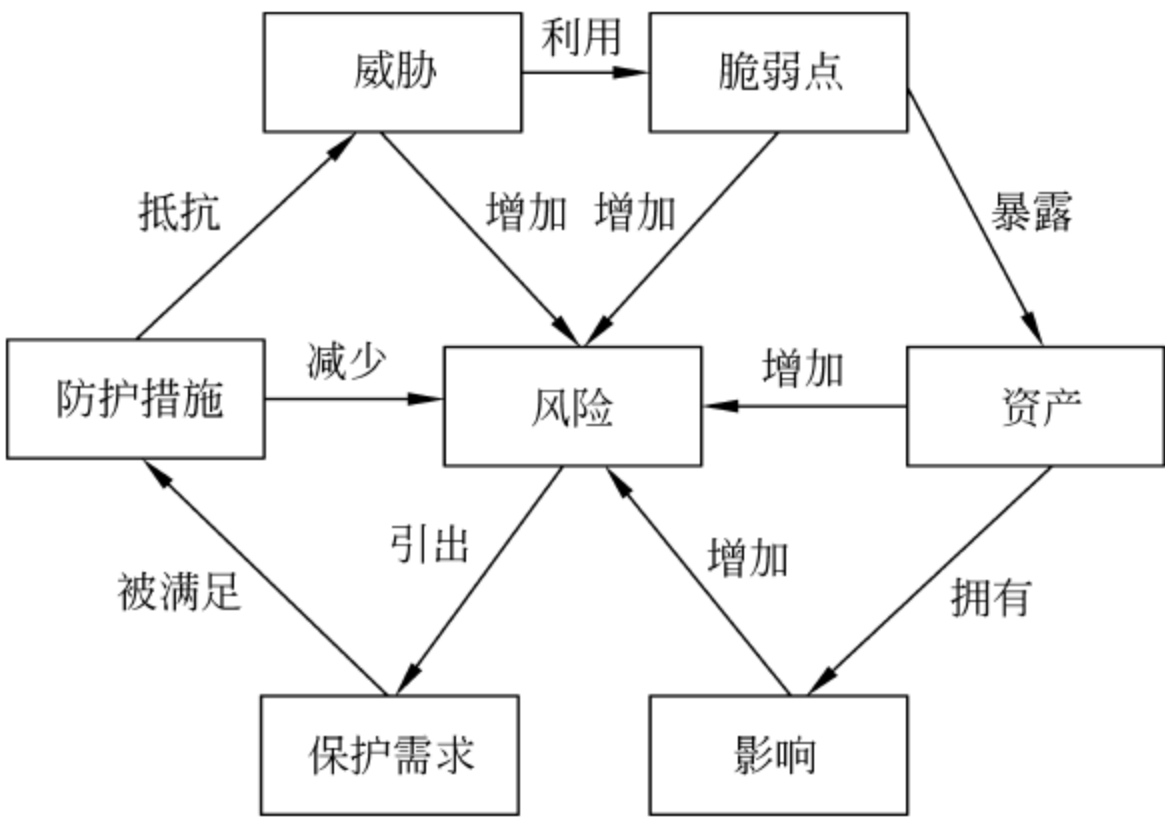 利用
威胁
脆弱点
抵抗
增加
增加
暴露
减少
增加
防护措施
风险
资产
引出
增加
被满足
拥有
保护需求
影响